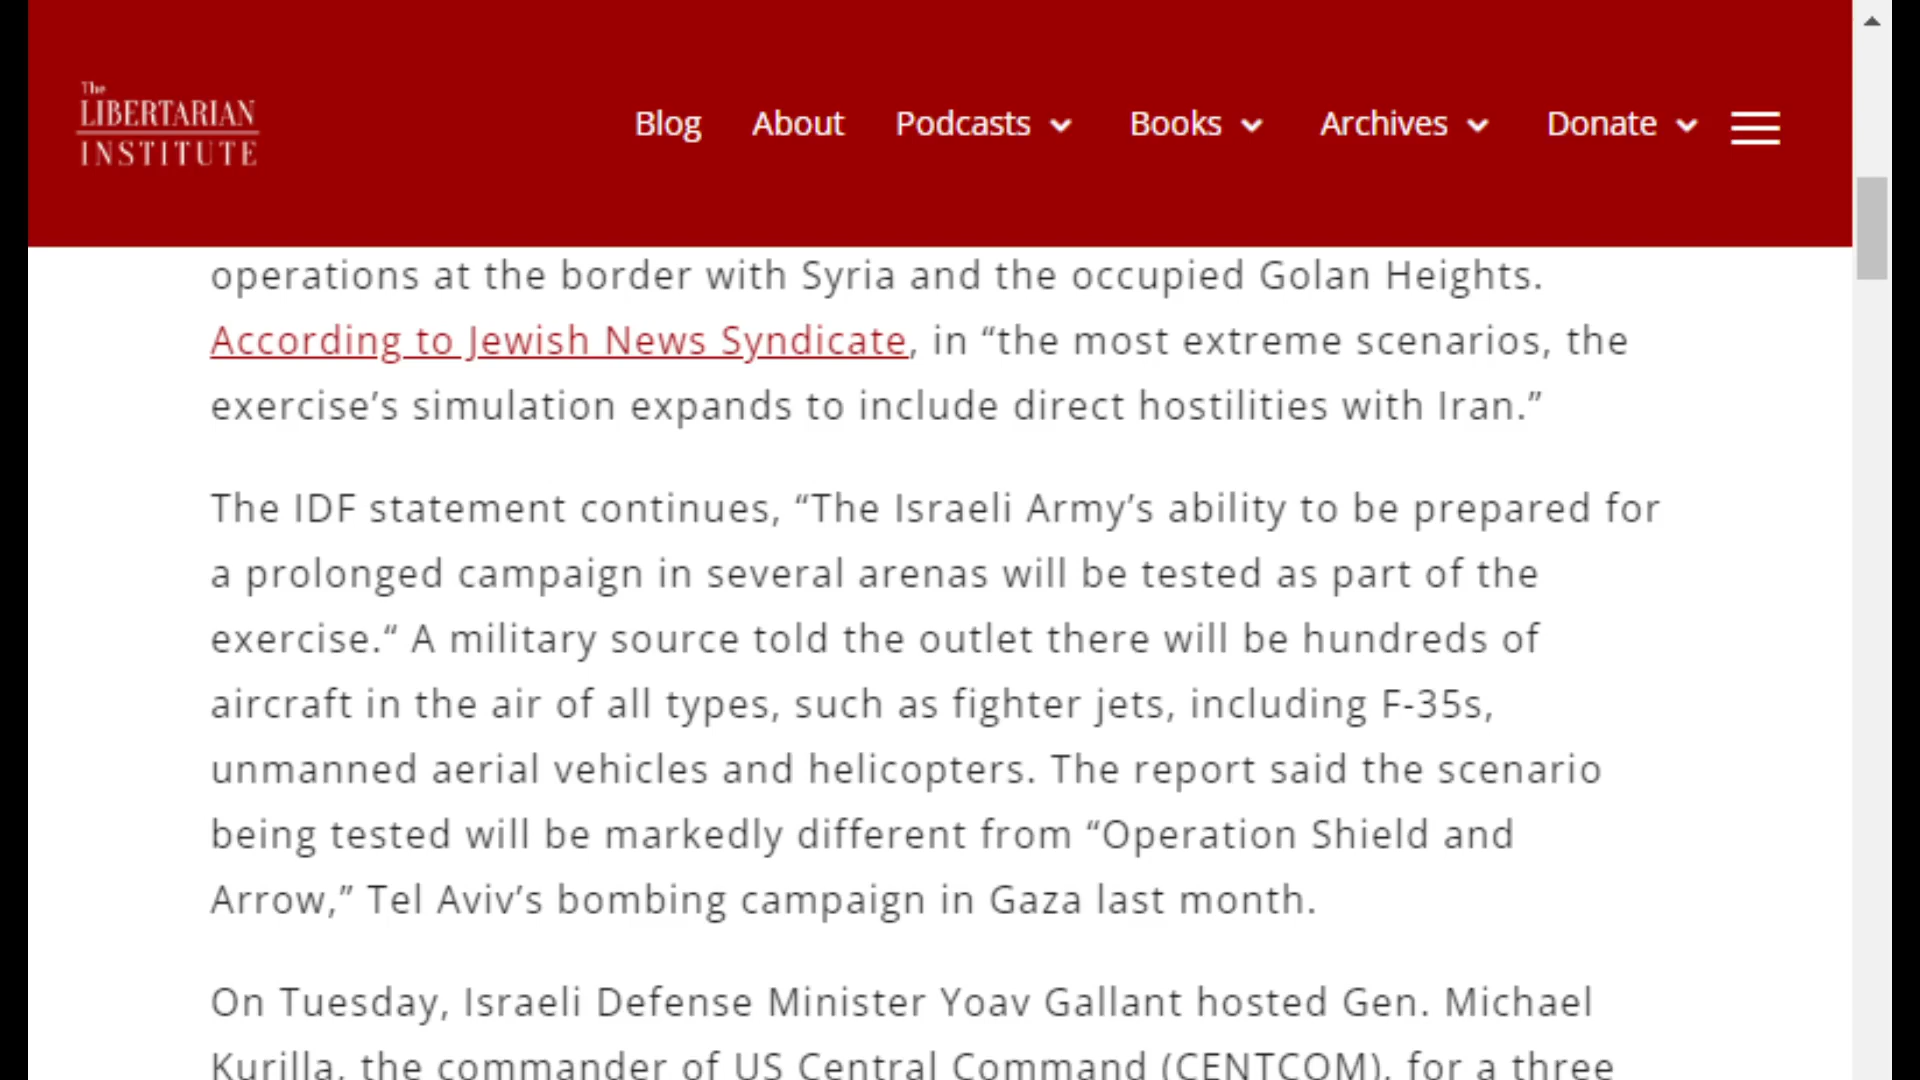 The
LIBERTARIAN
INSTITUTE
Blog About Podcasts Books Archives Donate
operations at the border with Syria and the occupied Golan Heights.
According to Jewish News Syndicate, in “the most extreme scenarios, the
exercise’s simulation expands to include direct hostilities with Iran.”
The IDF statement continues, “The Israeli Army’s ability to be prepared for
a prolonged campaign in several arenas will be tested as part of the
exercise.“ A military source told the outlet there will be hundreds of
aircraft in the air of all types, such as fighter jets, including F-35s,
unmanned aerial vehicles and helicopters. The report said the scenario
being tested will be markedly different from “Operation Shield and
Arrow,” Tel Aviv’s bombing campaign in Gaza last month.
On Tuesday, Israeli Defense Minister Yoav Gallant hosted Gen. Michael
Kurilla, the commander of US Central Command (CENTCOM), for a three